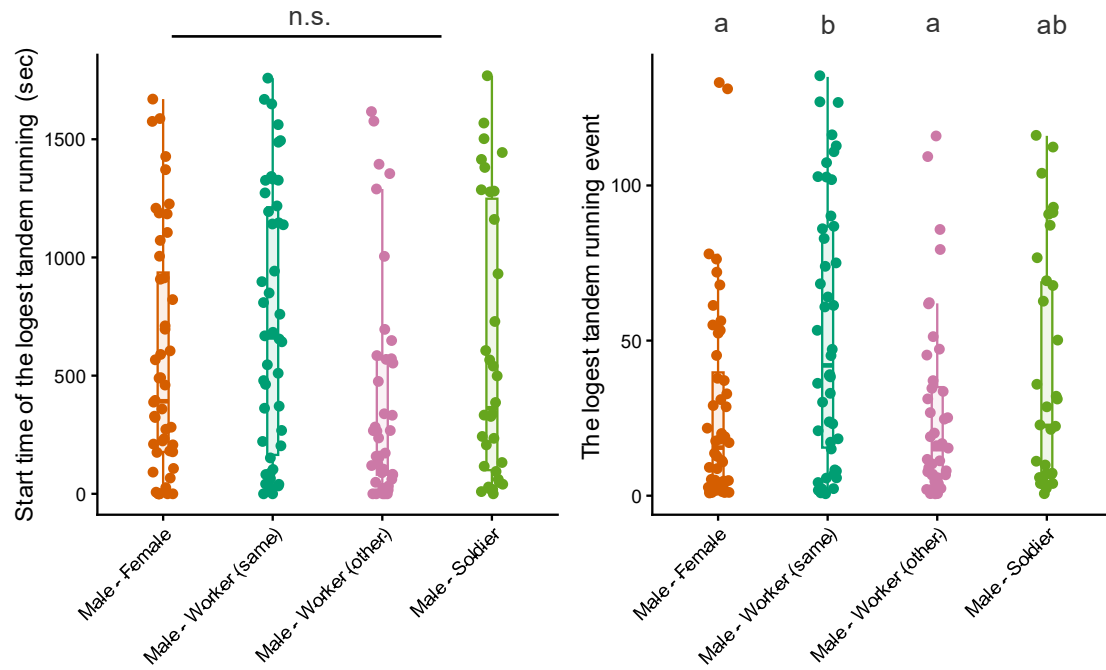 n.s.
Start time of the logest tandem running (sec)
1500
1000
500
0
Male - Female
Male - Worker (same)
Male - Worker (other)
Male - Soldier
a b a ab
The logest tandem running event
100
50
0
Male - Female
Male - Worker (same)
Male - Worker (other)
Male - Soldier